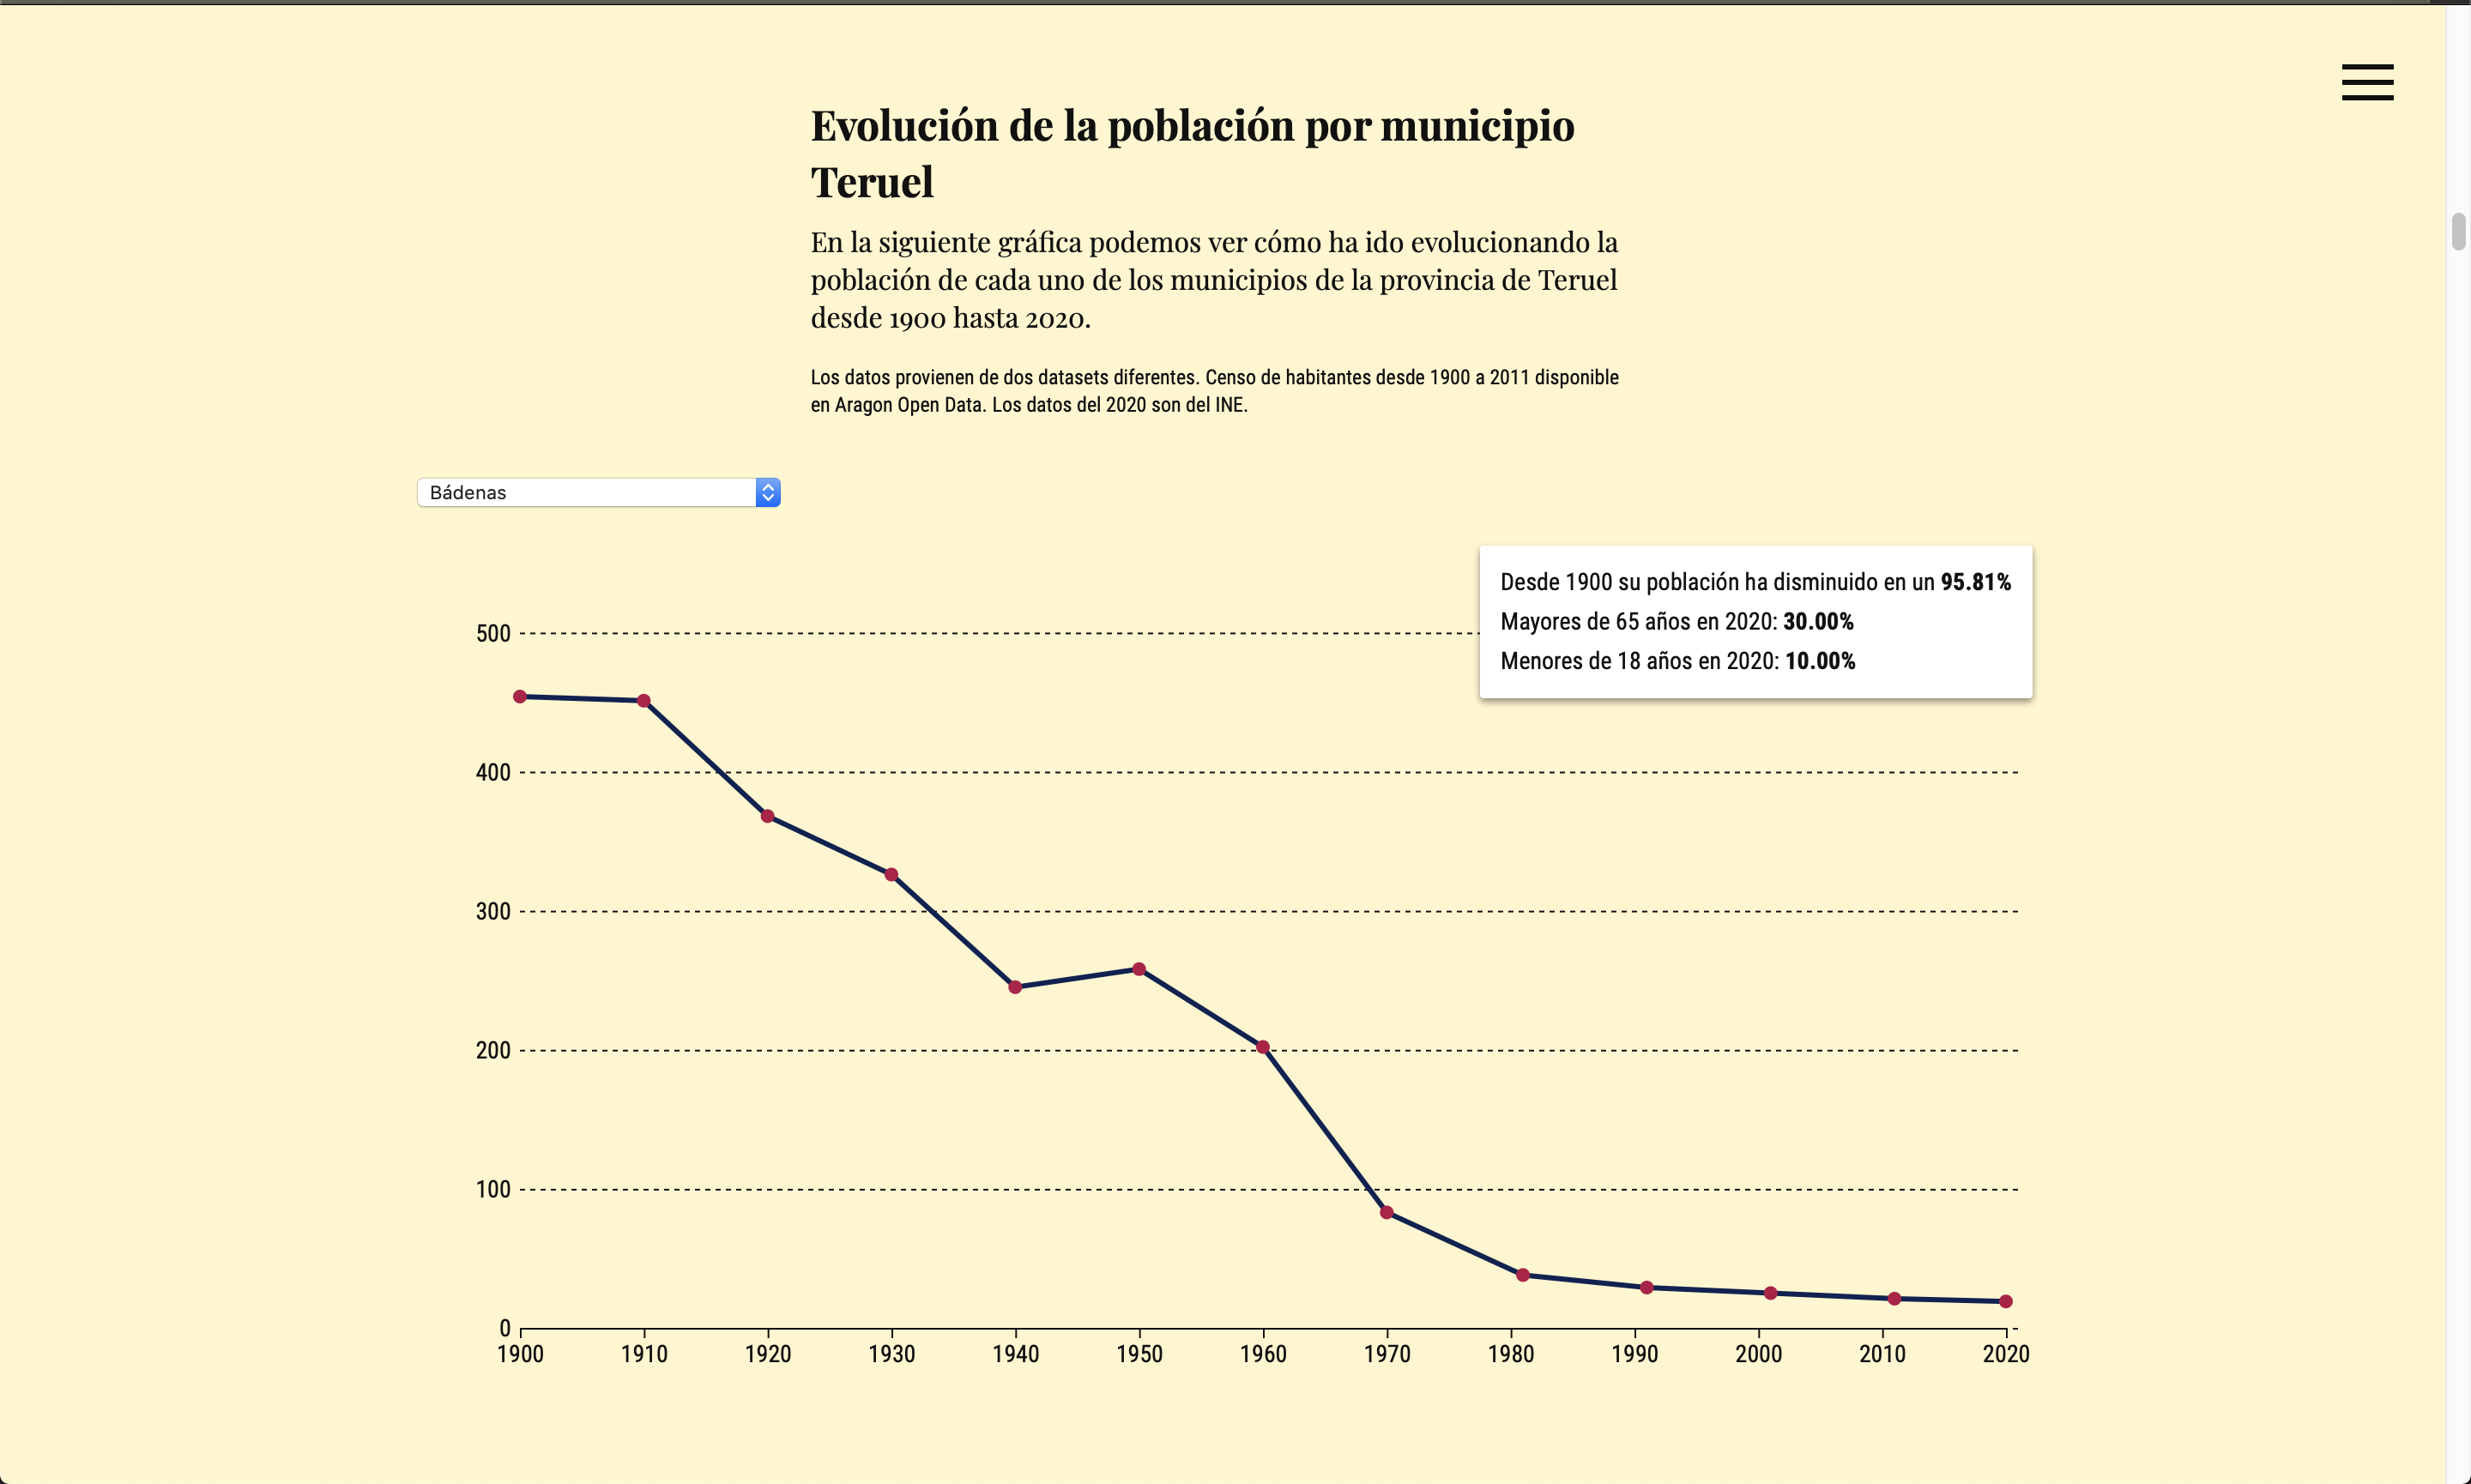 Evolución de la población por municipio
Teruel
En la siguiente gráfica podemos ver cómo ha ido evolucionando la
población de cada uno de los municipios de la provincia de Teruel
desde 1900 hasta 2020.
Los datos provienen de dos datasets diferentes. Censo de habitantes desde 1900 a 2011 disponible
en Aragon Open Data. Los datos del 2020 son del INE.
Bádenas
Desde 1900 su población ha disminuido en un 95.81%
Mayores de 65 años en 2020: 30.00%
Menores de 18 años en 2020: 10.00%
500
400
300
200
100
0
1900 1910 1920 1930 1940 1950 1960 1970 1980 1990 2000 2010 2020